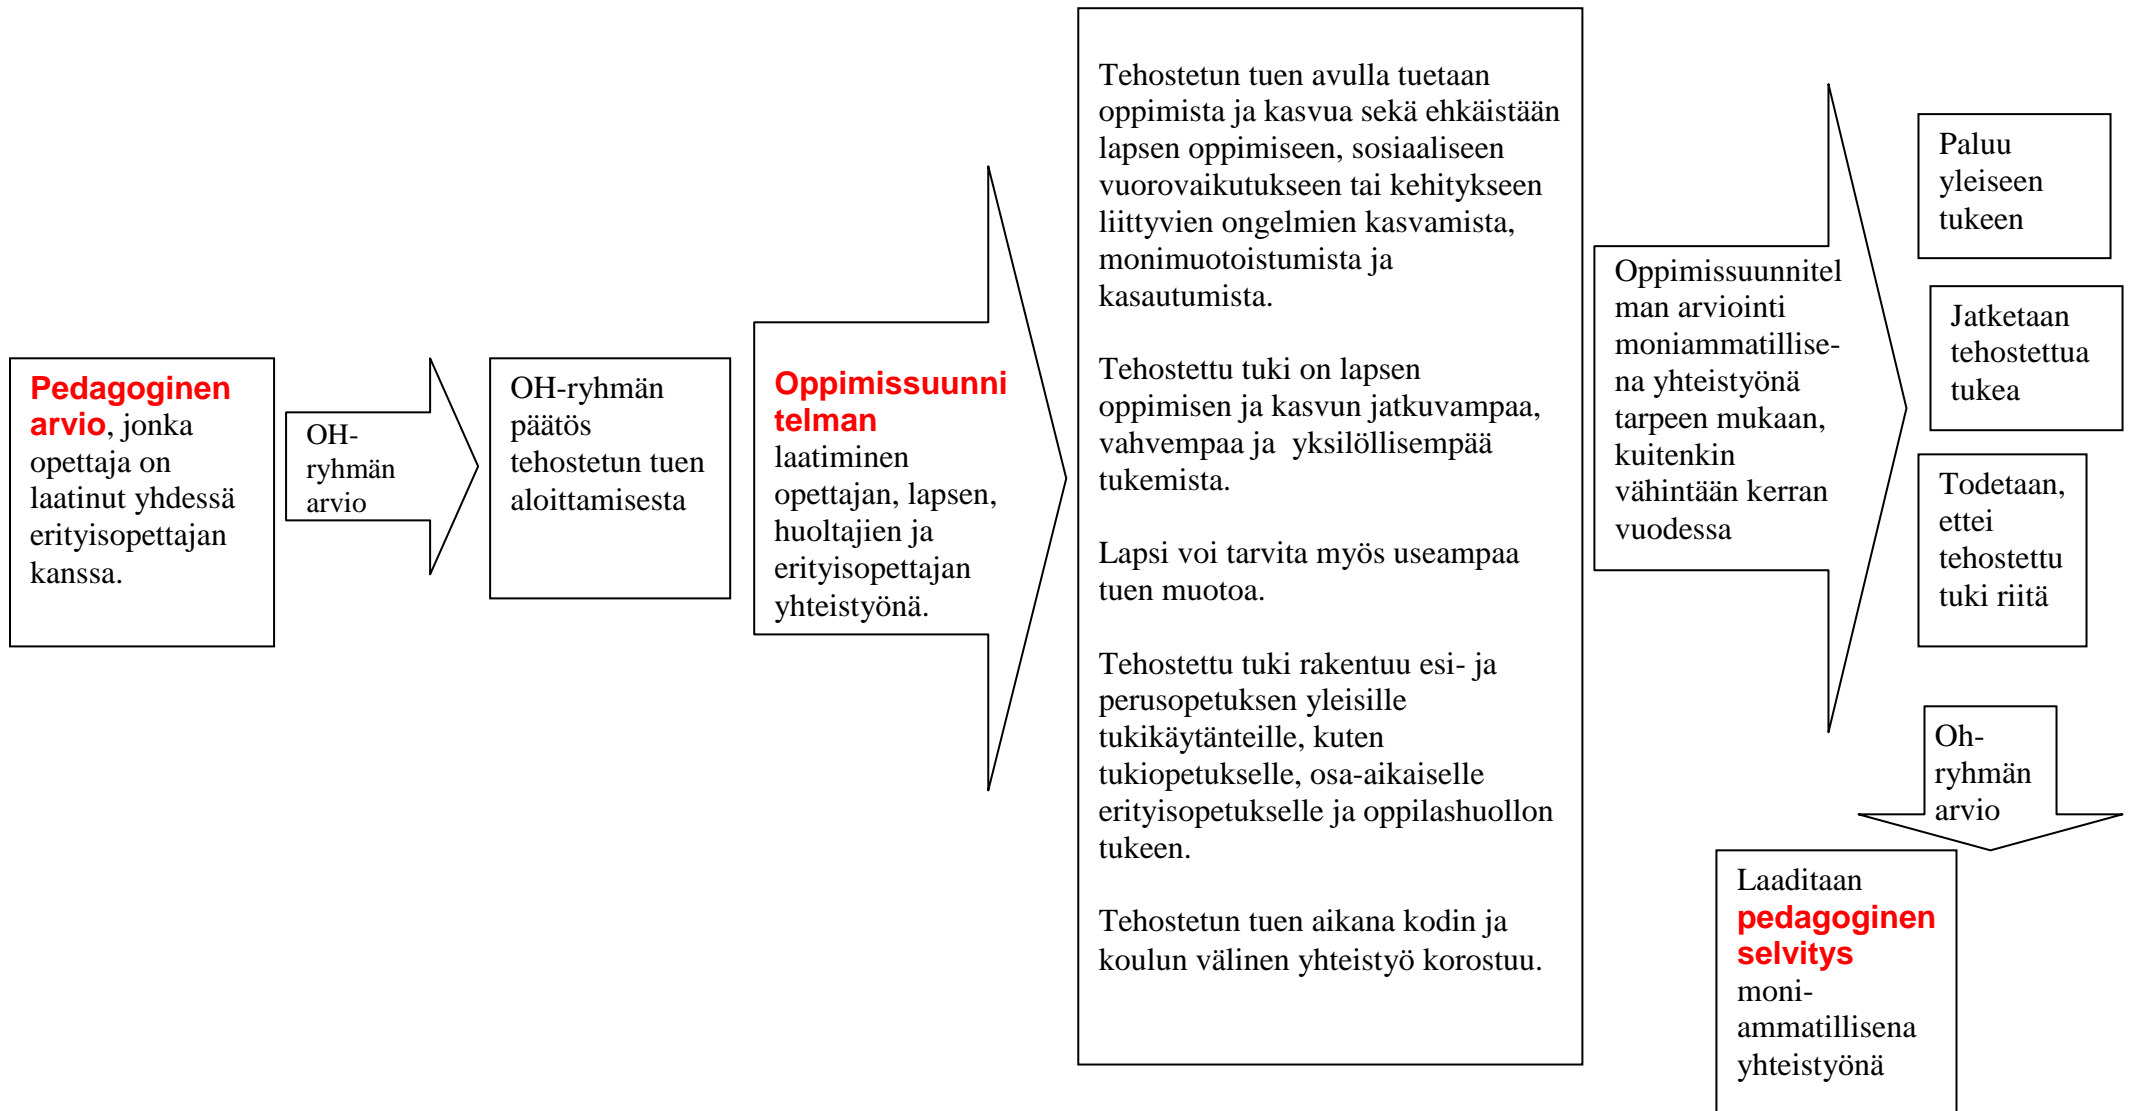 Pedagoginen
arvio, jonka
opettaja on
laatinut yhdessä
erityisopettajan
kanssa.
OH-
ryhmän
arvio
OH-ryhmän
päätös
tehostetun tuen
aloittamisesta
Oppimissuunni
telman
laatiminen
opettajan, lapsen,
huoltajien ja
erityisopettajan
yhteistyönä.
Tehostetun tuen avulla tuetaan
oppimista ja kasvua sekä ehkäistään
lapsen oppimiseen, sosiaaliseen
vuorovaikutukseen tai kehitykseen
liittyvien ongelmien kasvamista,
monimuotoistumista ja
kasautumista.
Tehostettu tuki on lapsen
oppimisen ja kasvun jatkuvampaa,
vahvempaa ja yksilöllisempää
tukemista.
Lapsi voi tarvita myös useampaa
tuen muotoa.
Tehostettu tuki rakentuu esi- ja
perusopetuksen yleisille
tukikäytänteille, kuten
tukiopetukselle, osa-aikaiselle
erityisopetukselle ja oppilashuollon
tukeen.
Tehostetun tuen aikana kodin ja
koulun välinen yhteistyö korostuu.
Oppimissuunnitel
man arviointi
moniammatillise-
na yhteistyönä
tarpeen mukaan,
kuitenkin
vähintään kerran
vuodessa
Paluu
yleiseen
tukeen
Jatketaan
tehostettua
tukea
Todetaan,
ettei
tehostettu
tuki riitä
Oh-
ryhmän
arvio
Laaditaan
pedagoginen
selvitys
moni-
ammatillisena
yhteistyönä